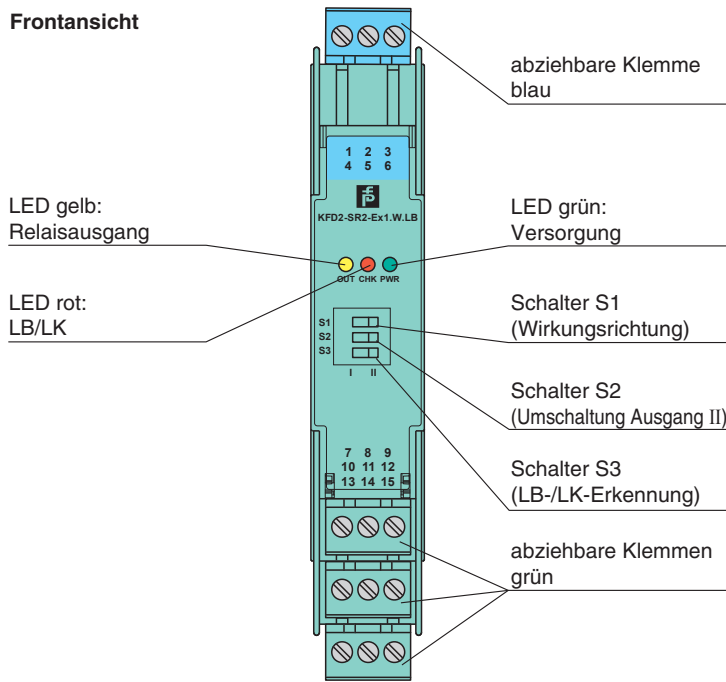 Frontansicht
abziehbare Klemme
blau
1 2 3
4 5 6
KFD2-SR2-Ex1.W.LB
LED gelb:
Relaisausgang
LED grün:
Versorgung
OUT CHK PWR
LED rot:
LB/LK
Schalter S1
(Wirkungsrichtung)
S1
S2
S3
I II
Schalter S2
(Umschaltung Ausgang II)
Schalter S3
(LB-/LK-Erkennung)
7 8 9
10 11 12
13 14 15
abziehbare Klemmen
grün